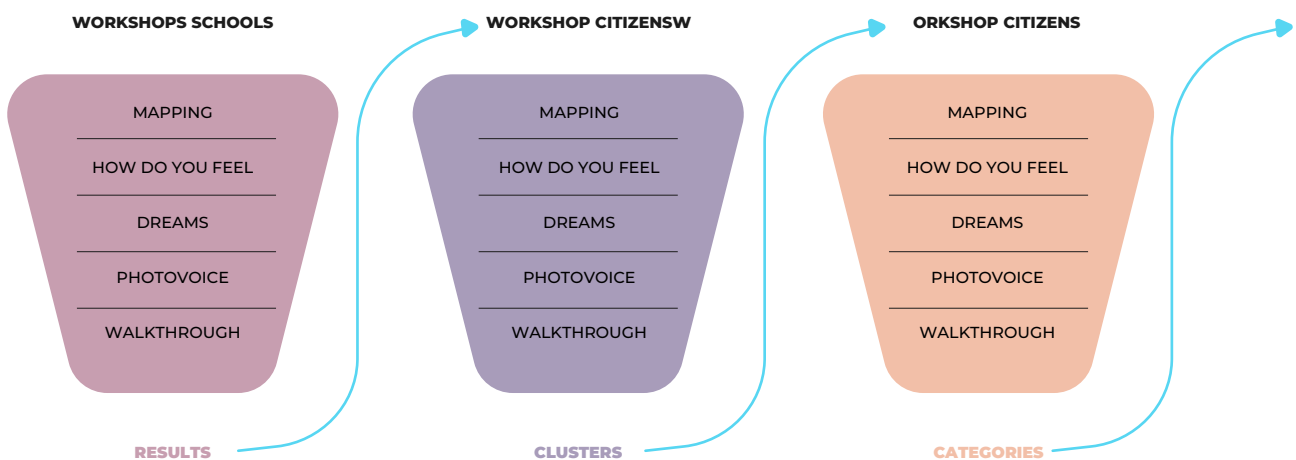 WORKSHOPS SCHOOLS
MAPPING
HOW DO YOU FEEL
DREAMS
PHOTOVOICE
WALKTHROUGH
RESULTS
WORKSHOP CITIZENSW
MAPPING
HOW DO YOU FEEL
DREAMS
PHOTOVOICE
WALKTHROUGH
CLUSTERS
ORKSHOP CITIZENS
MAPPING
HOW DO YOU FEEL
DREAMS
PHOTOVOICE
WALKTHROUGH
CATEGORIES